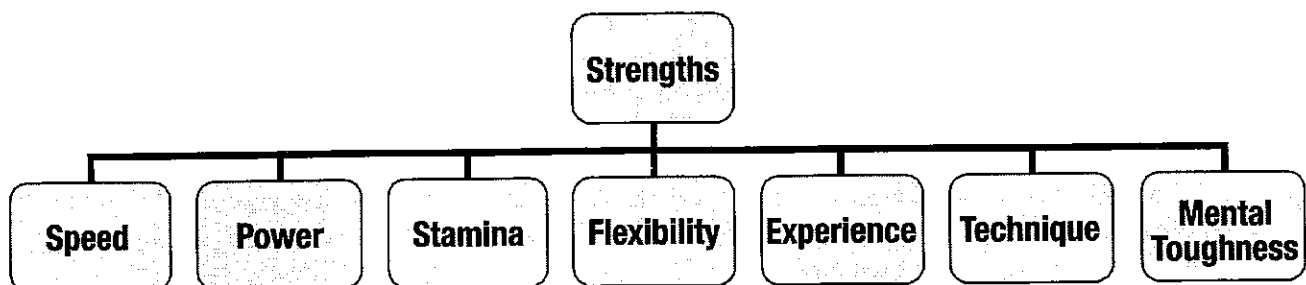 Strengths
Speed
Power
Stamina
Flexibility
Experience
Technique
Mental
Toughness